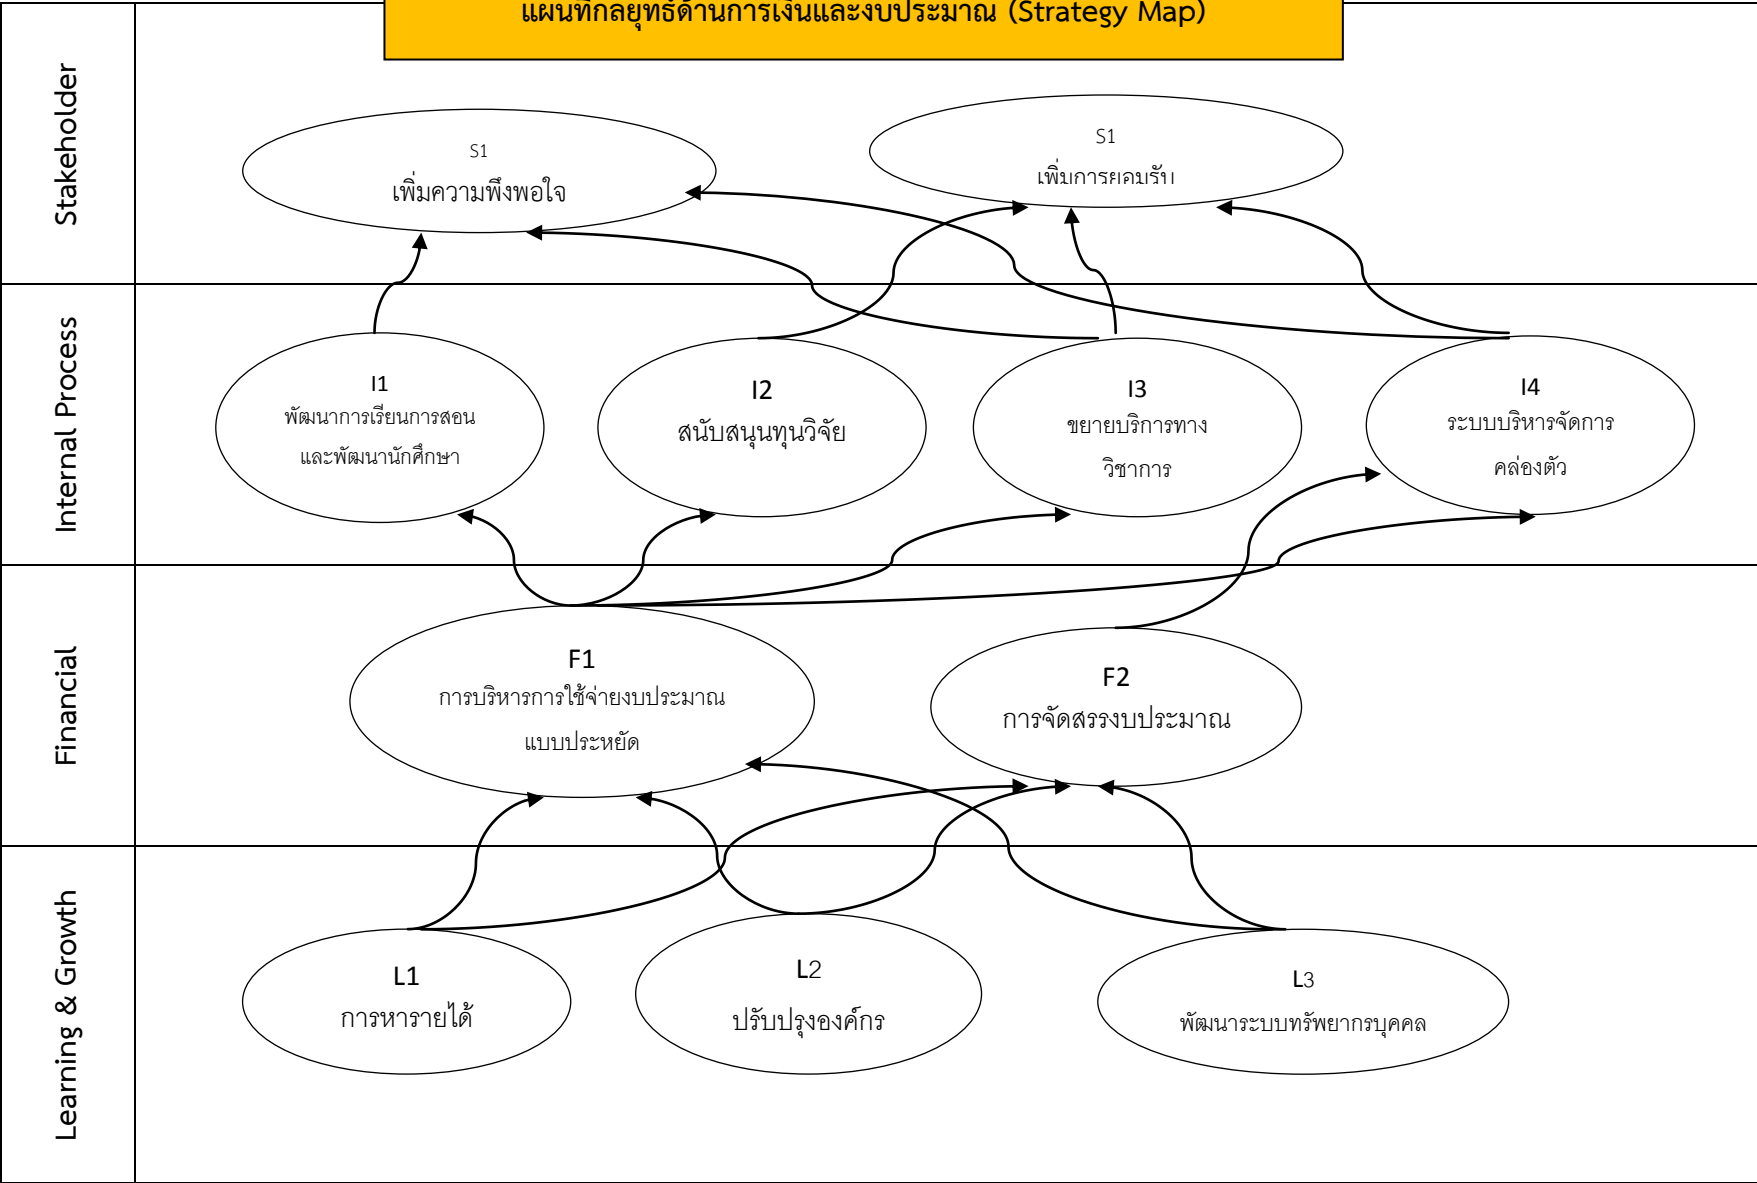 แผนที่กลยุทธ์ด้านการเงินและงบประมาณ (Strategy Map)
Stakeholder
S1
เพิ่มความพึงพอใจ
S1
เพิ่มการยอมรับ
Internal Process
I1
พัฒนาการเรียนการสอน
และพัฒนานักศึกษา
I2
สนับสนุนทุนวิจัย
I3
ขยายบริการทาง
วิชาการ
I4
ระบบบริหารจัดการ
คล่องตัว
Financial
F1
การบริหารการใช้จ่ายงบประมาณ
แบบประหยัด
F2
การจัดสรรงบประมาณ
Learning & Growth
L1
การหารายได้
L2
ปรับปรุงองค์กร
L3
พัฒนาระบบทรัพยากรบุคคล